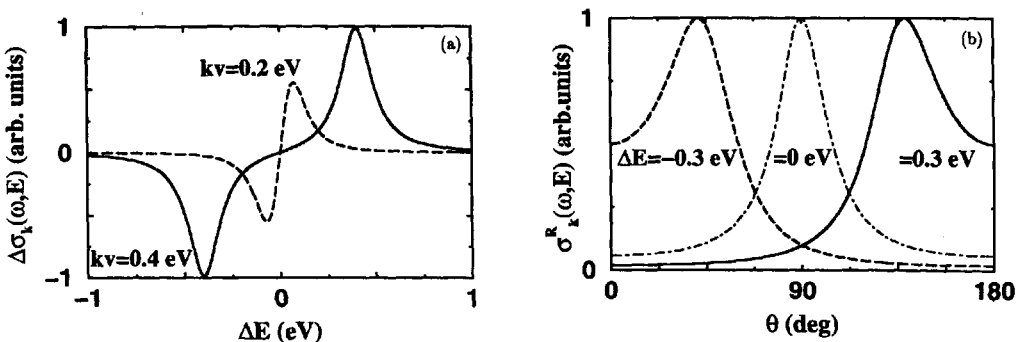 1
(a)
kv=0.2 eV
0
kv=0.4 eV
−1
−1
0
1
ΔE (eV)
Δσk(ω,E) (arb. units)
1
(b)
ΔE=−0.3 eV
=0 eV
=0.3 eV
1
0
90
180
θ (deg)
σRk(ω,E) (arb.units)